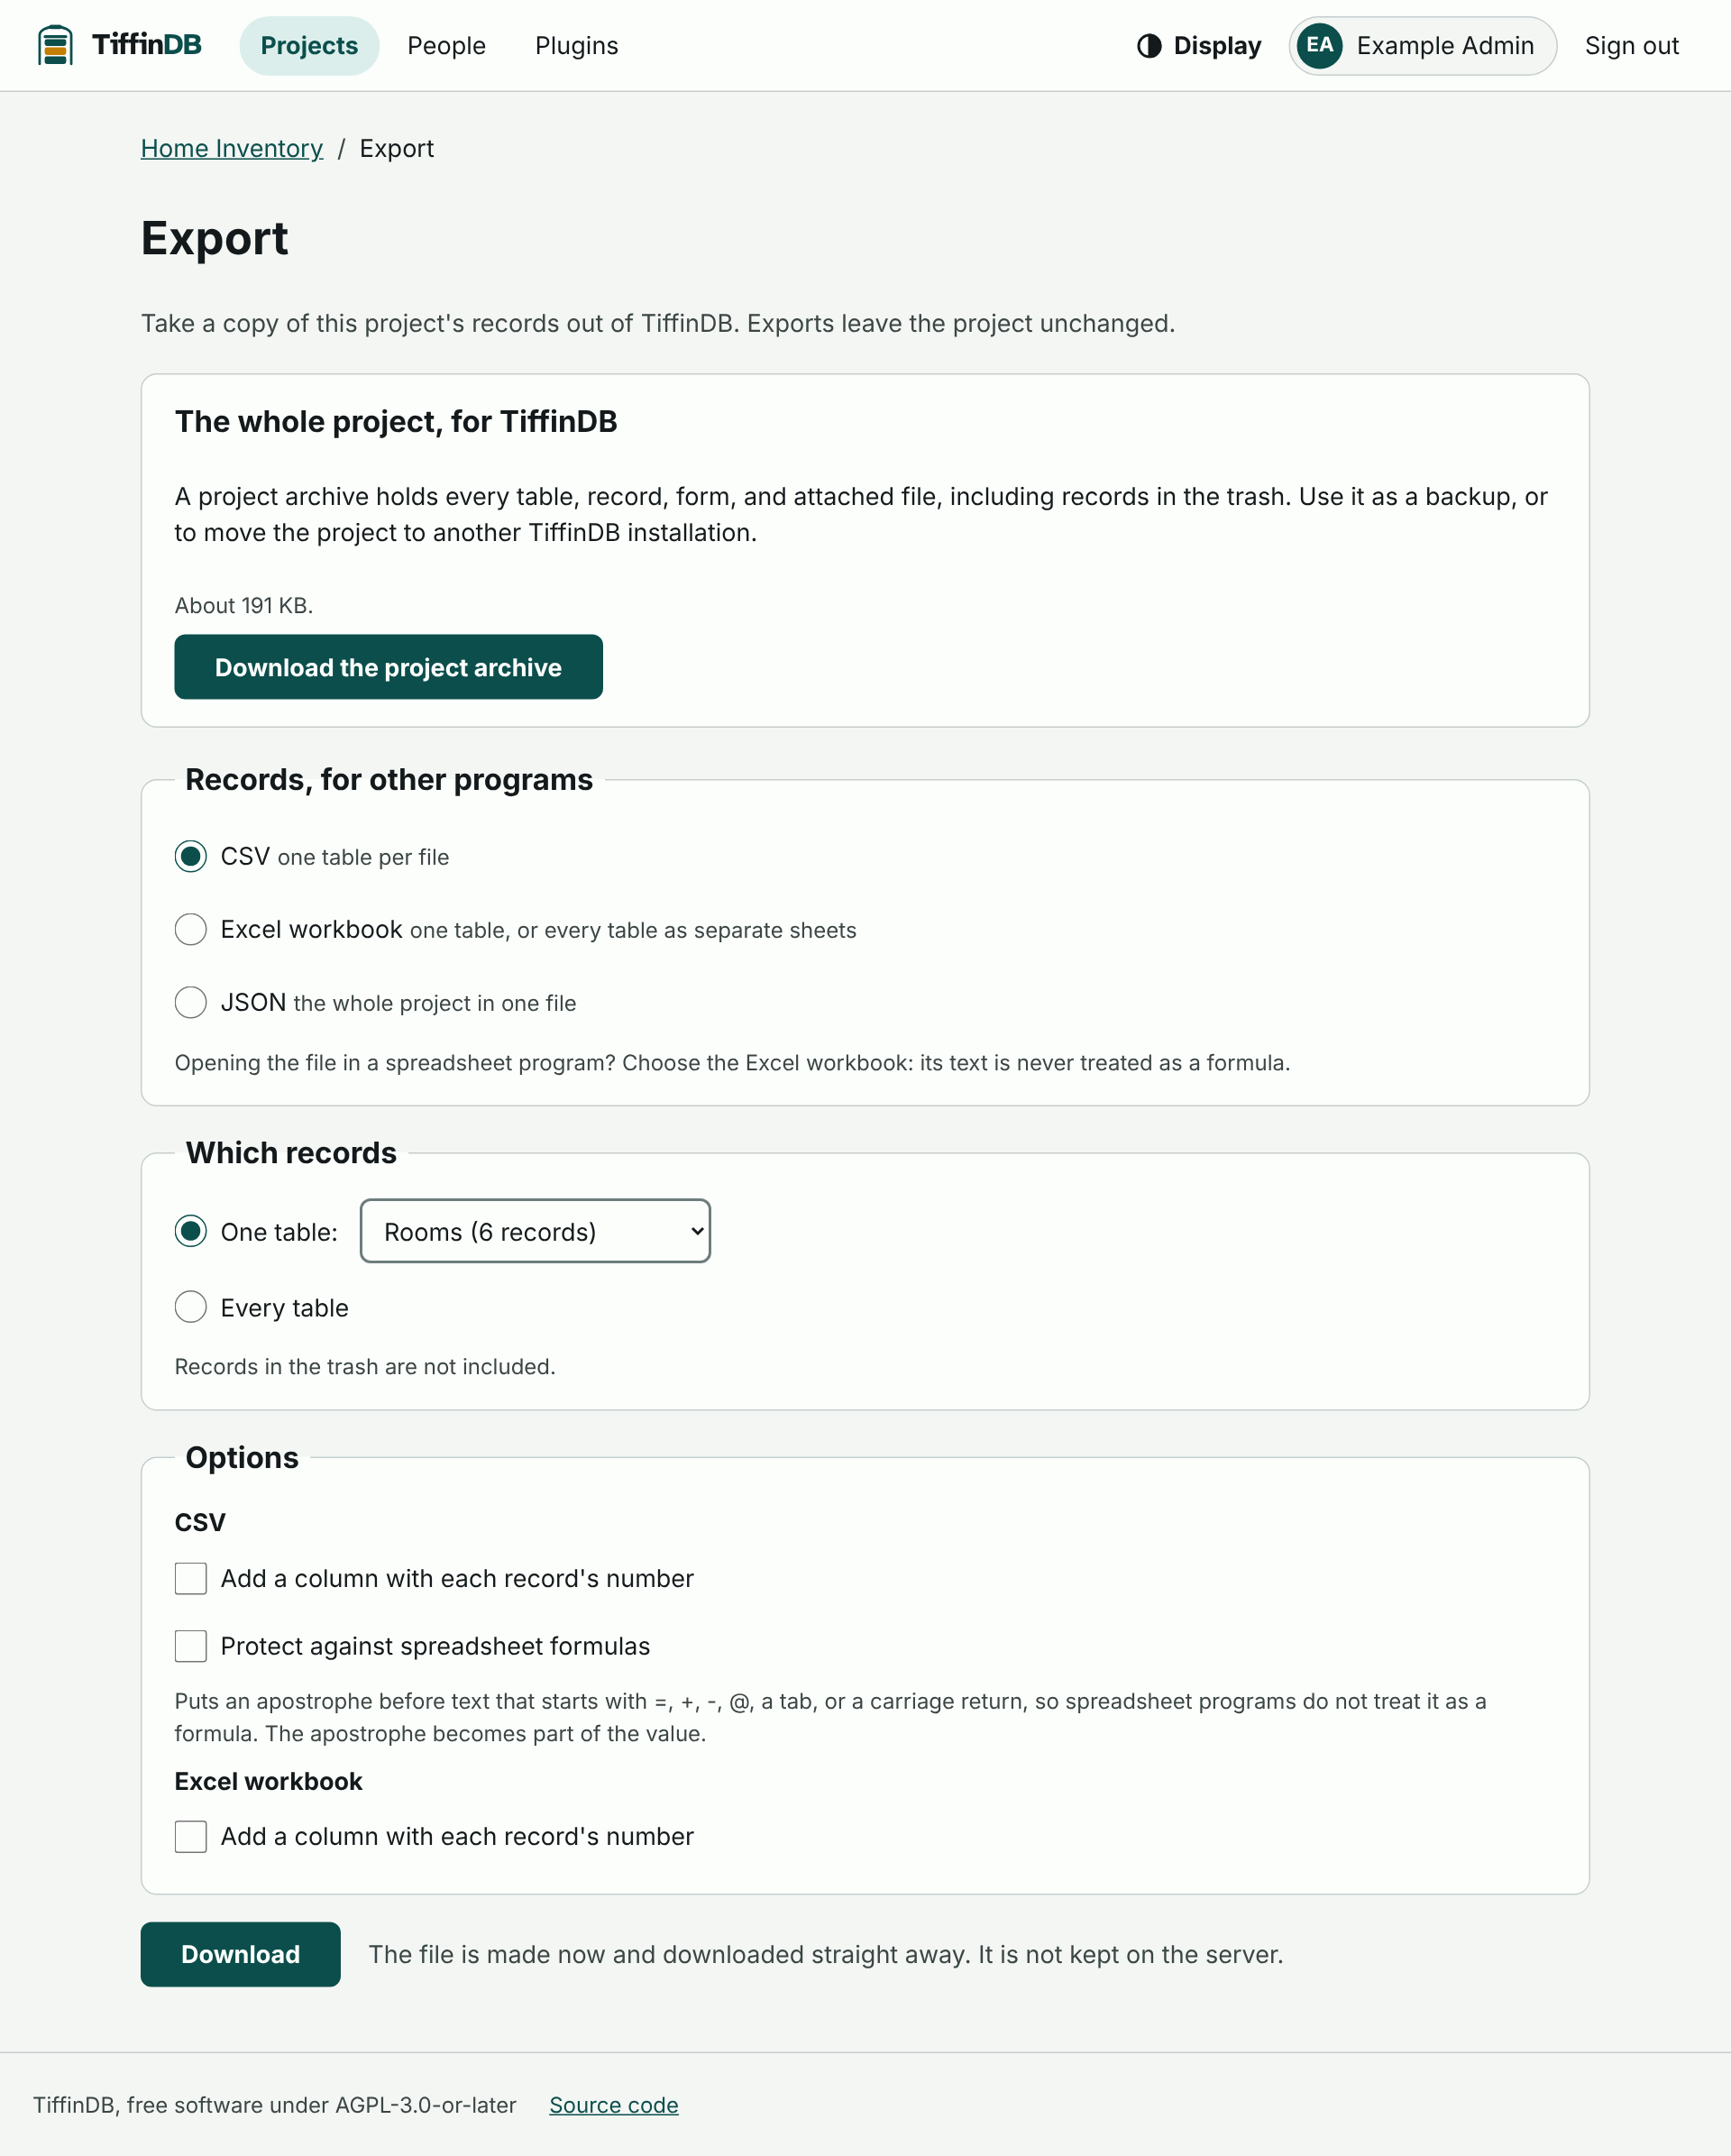 TiffinDB
Projects
People
Plugins
Display
EA
Example Admin
Sign out
Home Inventory / Export
Export
Take a copy of this project's records out of TiffinDB. Exports leave the project unchanged.
The whole project, for TiffinDB
A project archive holds every table, record, form, and attached file, including records in the trash. Use it as a backup, or
to move the project to another TiffinDB installation.
About 191 KB.
Download the project archive
Records, for other programs
CSV one table per file
Excel workbook one table, or every table as separate sheets
JSON the whole project in one file
Opening the file in a spreadsheet program? Choose the Excel workbook: its text is never treated as a formula.
Which records
One table: Rooms (6 records)
Every table
Records in the trash are not included.
Options
CSV
Add a column with each record's number
Protect against spreadsheet formulas
Puts an apostrophe before text that starts with =, +, -, @, a tab, or a carriage return, so spreadsheet programs do not treat it as a
formula. The apostrophe becomes part of the value.
Excel workbook
Add a column with each record's number
Download
The file is made now and downloaded straight away. It is not kept on the server.
TiffinDB, free software under AGPL-3.0-or-later
Source code